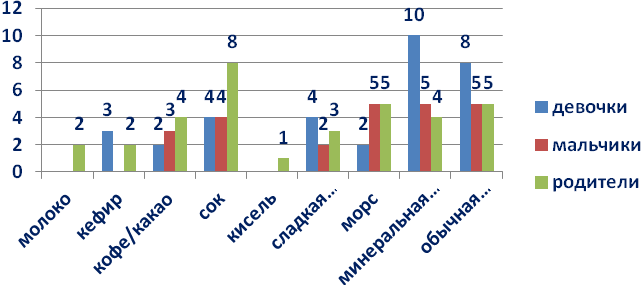 12
10
8
6
4
2
0
2
3
2
2
3
4
4
4
8
1
4
2
3
2
5
5
10
5
4
8
5
5
молоко
кефир
кофе/какао
сок
кисель
сладкая...
морс
минеральная...
обычная...
девочки
мальчики
родители